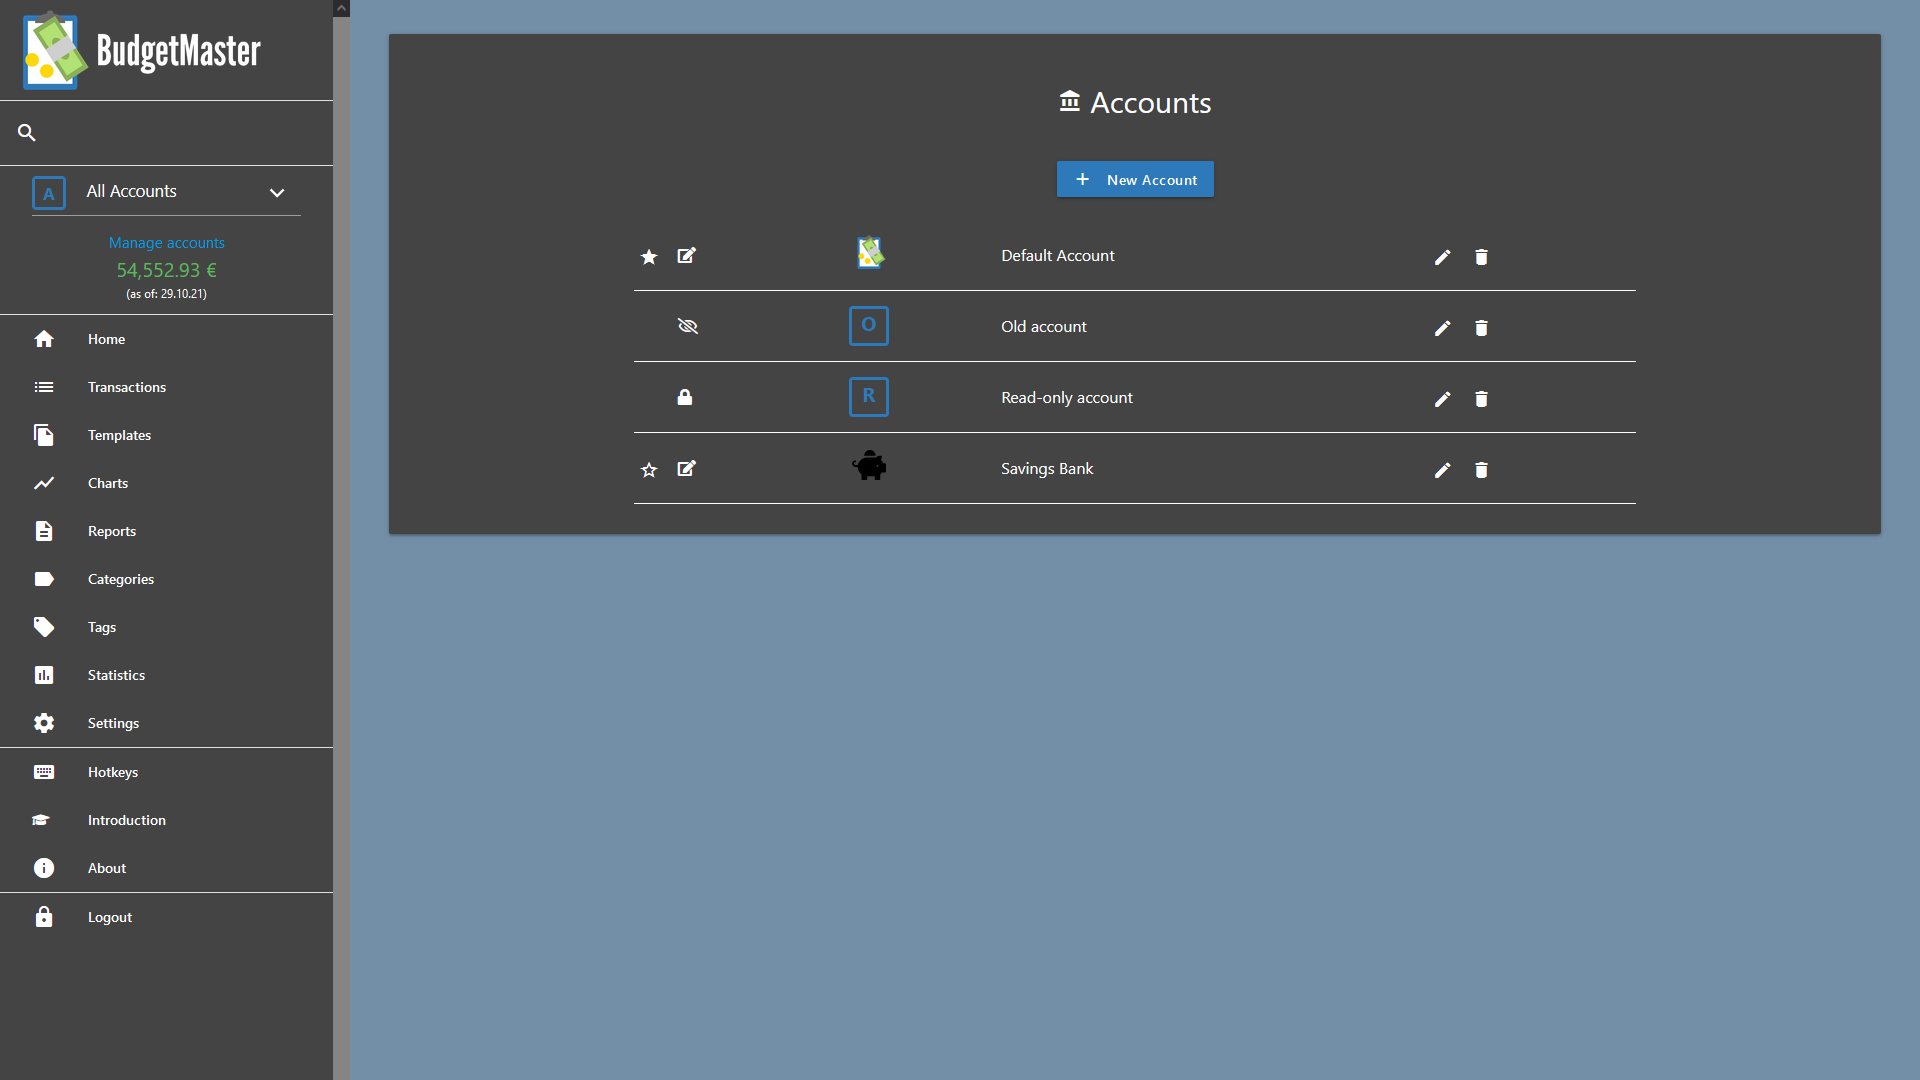 BudgetMaster
A All Accounts
Manage accounts
54,552.93 €
(as of: 29.10.21)
Home
Transactions
Templates
Charts
Reports
Categories
Tags
Statistics
Settings
Hotkeys
Introduction
About
Logout
Accounts
New Account
Default Account
O Old account
R Read-only account
Savings Bank